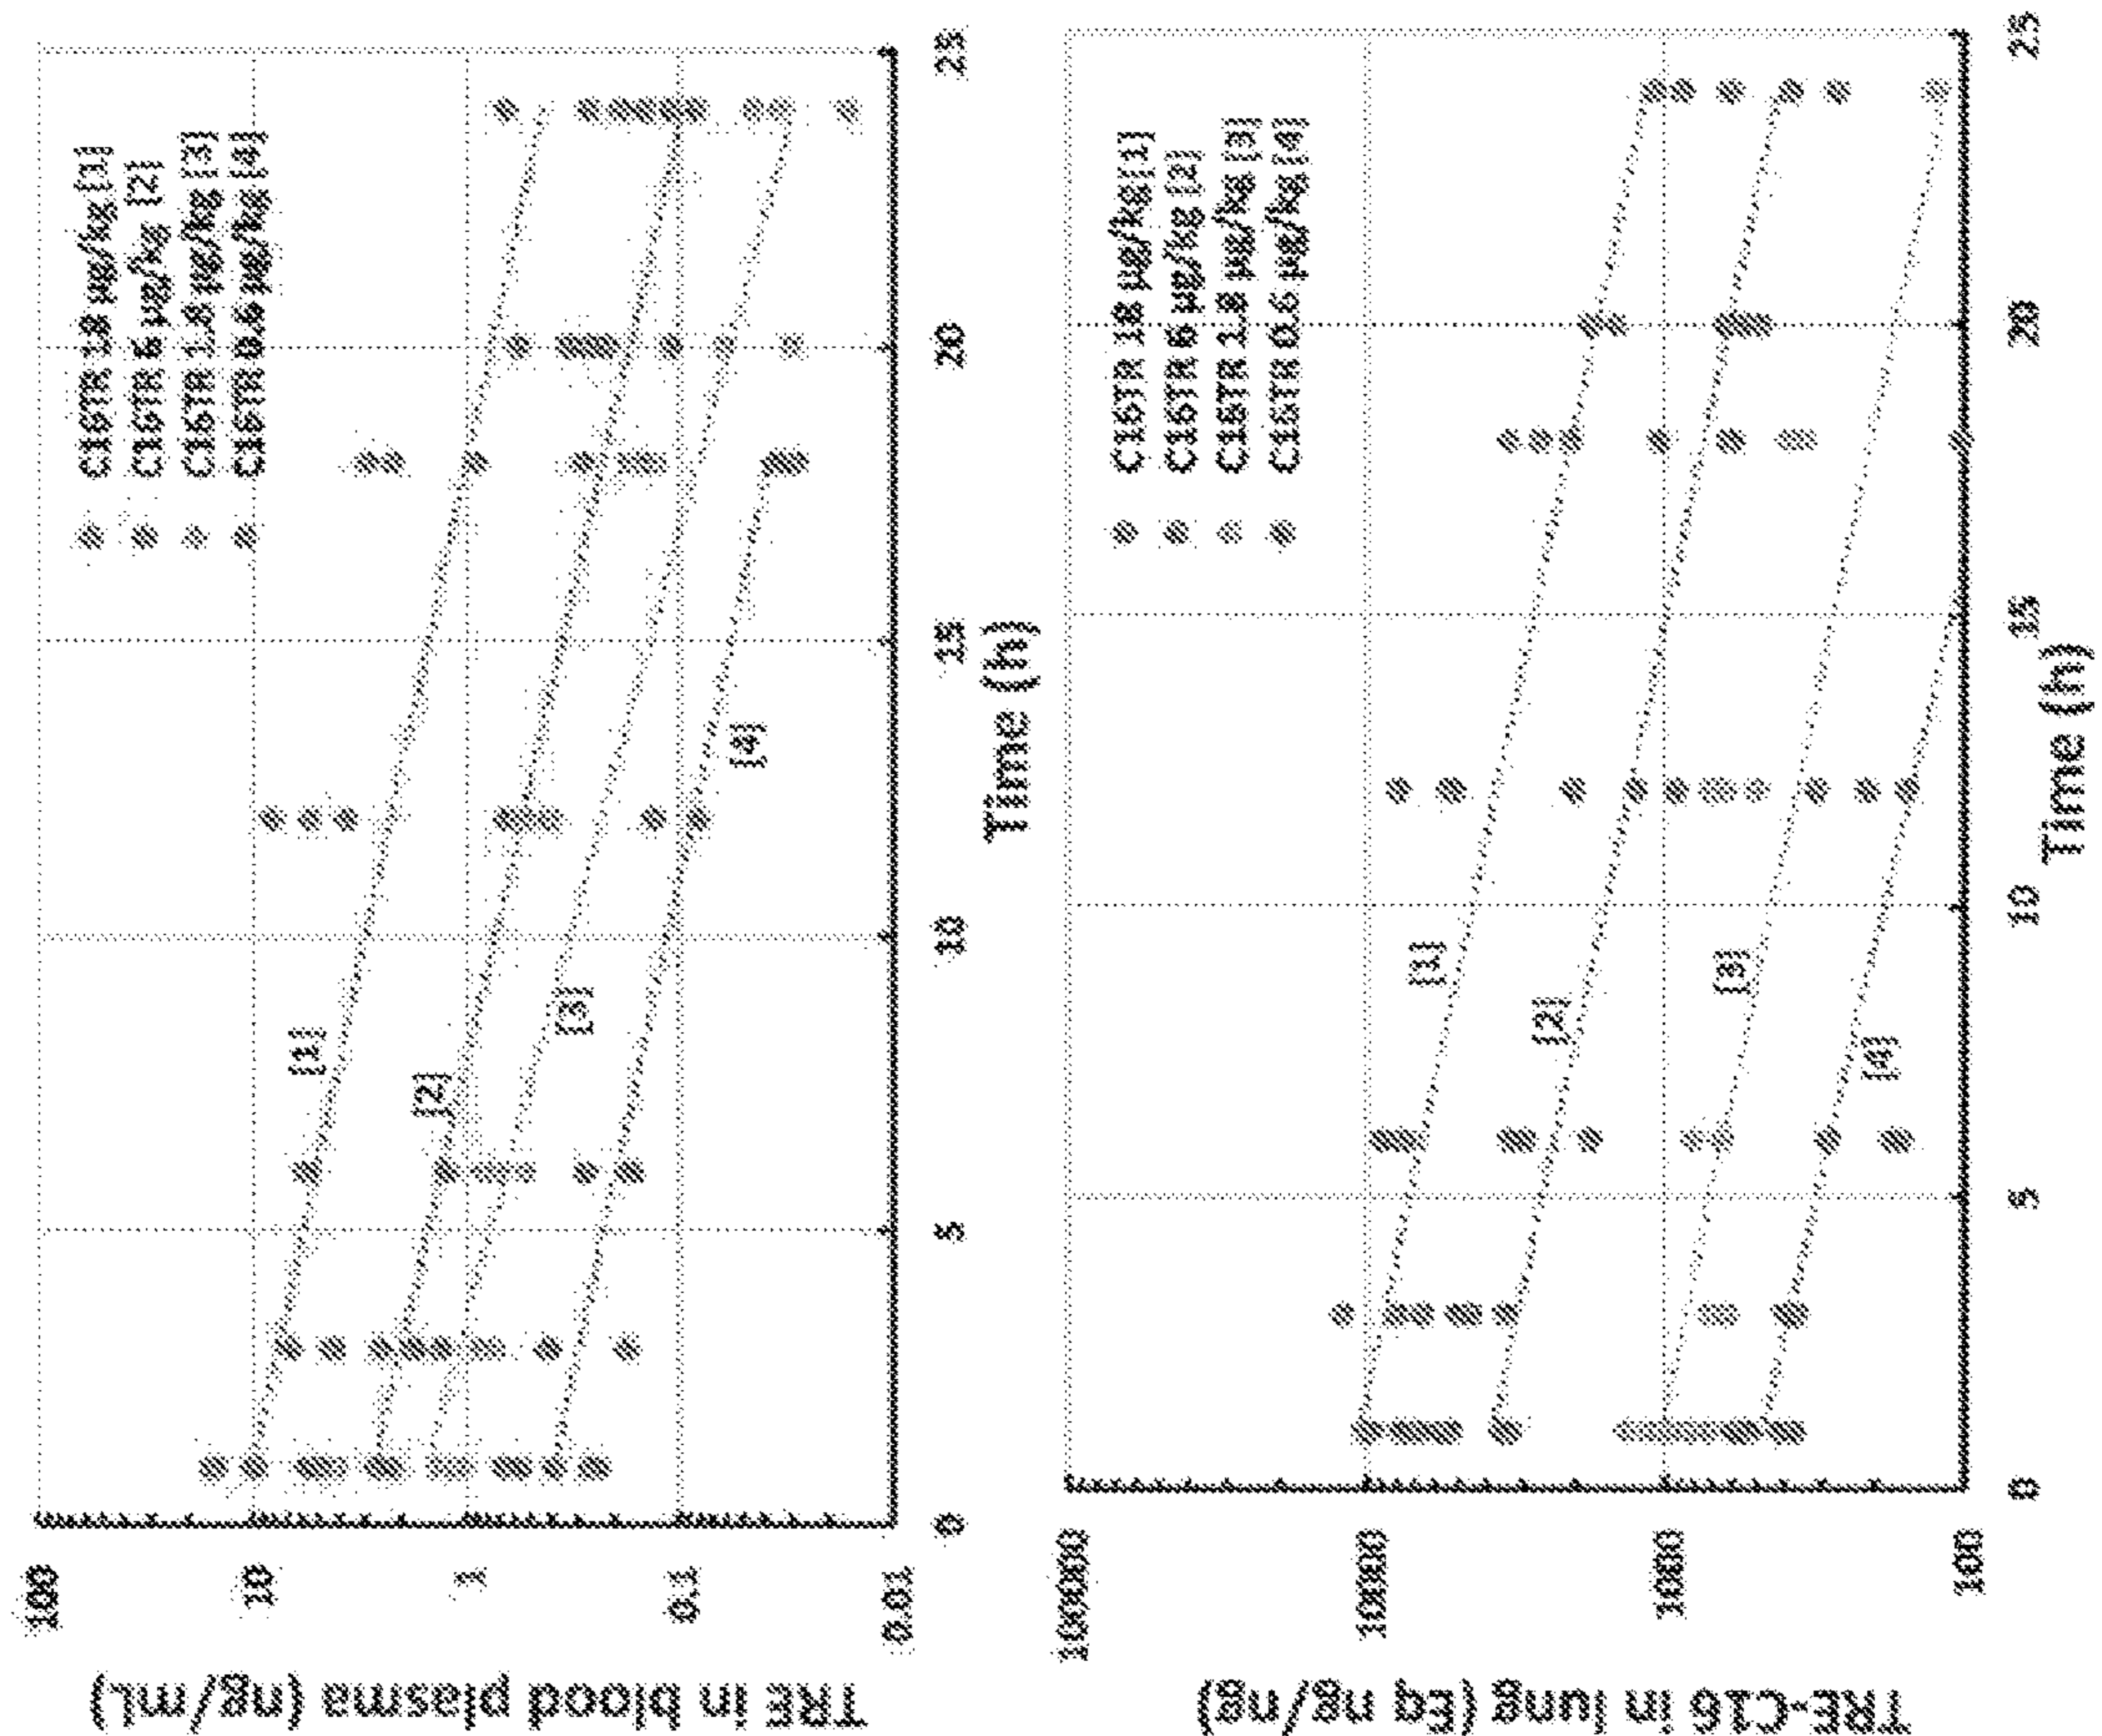 TRE in blood plasma (ng/mL)
100
10
1
0.1
0.01
C16TR 18 µg/kg [1]
C16TR 6 µg/kg [2]
C16TR 1.8 µg/kg [3]
C16TR 0.6 µg/kg [4]
[1]
[2]
[3]
[4]
0
5
10
15
20
25
Time (h)
TRE-C16 in lung (Eq ng/ng)
100000
10000
1000
100
C16TR 18 µg/kg[1]
C16TR 6 µg/kg [2]
C16TR 1.8 µg/kg [3]
C16TR 0.6 µg/kg [4]
[1]
[2]
[3]
[4]
0
5
10
15
20
25
Time (h)